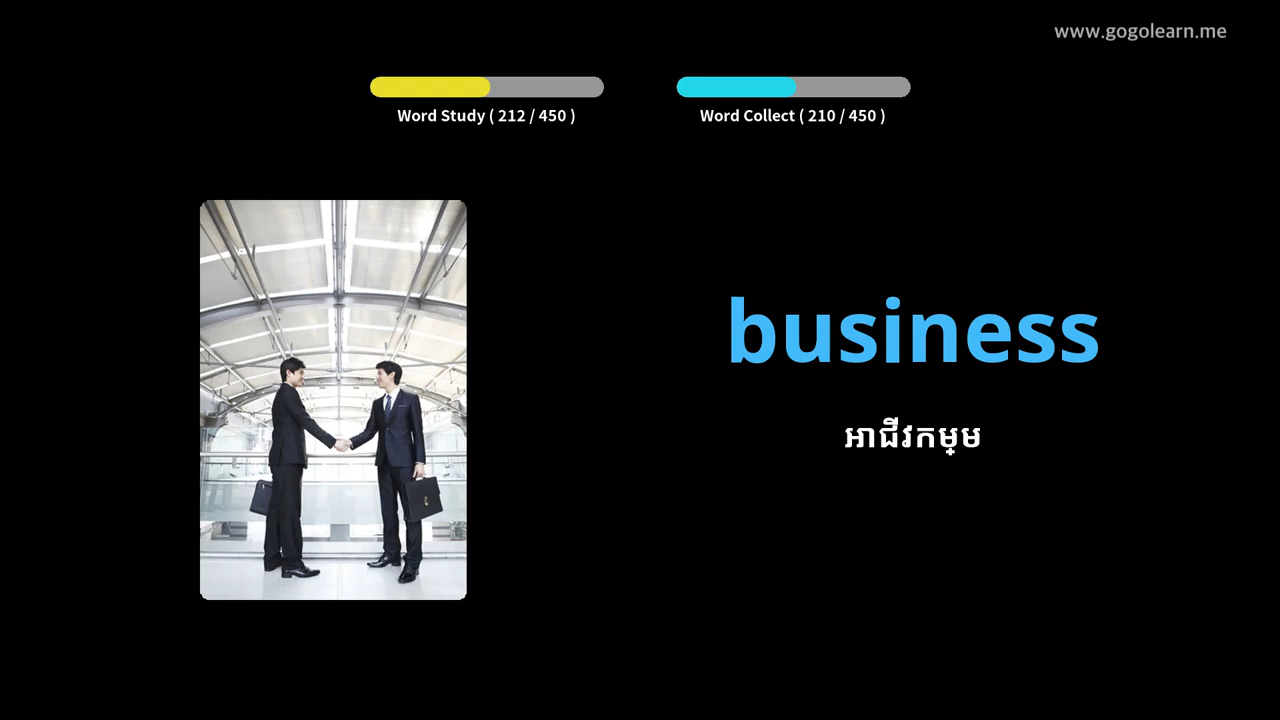 www.gogolearn.me
Word Study ( 212 / 450 )
Word Collect ( 210 / 450 )
business
អាជីវកម្ម